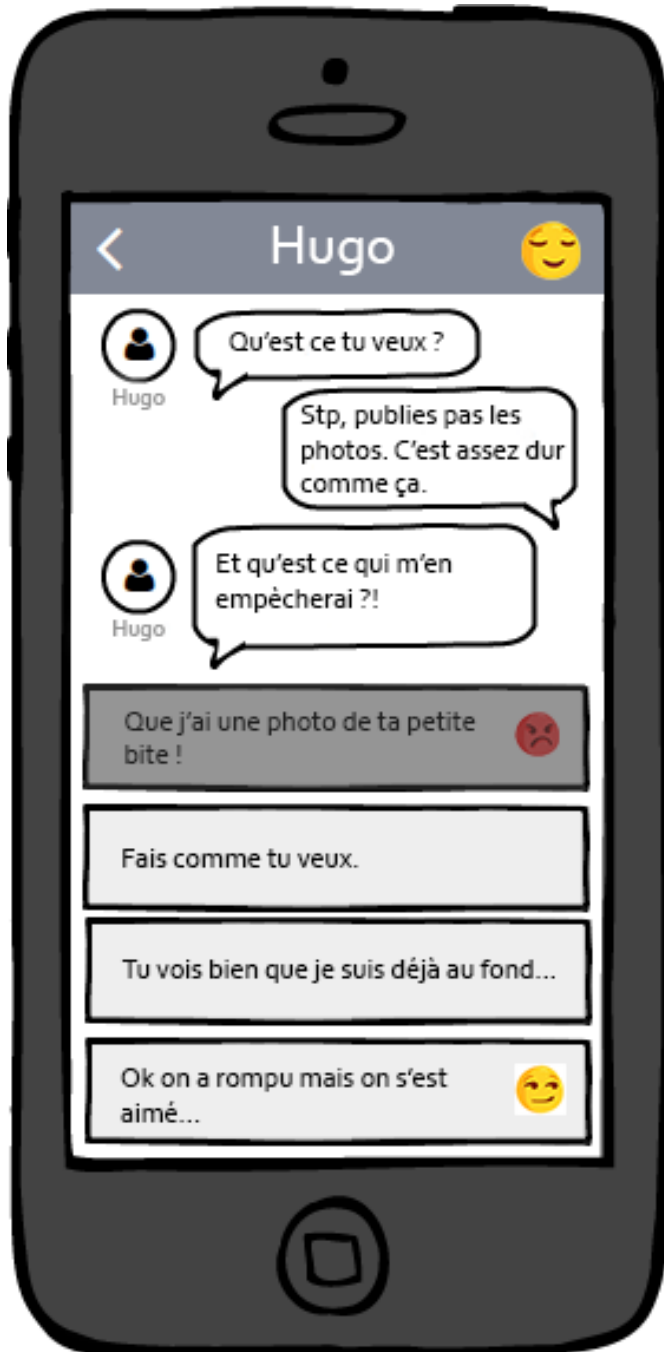 Hugo
Qu'est ce tu veux ?
Hugo
Stp, publies pas les
photos. C'est assez dur
comme ça.
Et qu'est ce qui m'en
empècherai ?!
Hugo
Que j'ai une photo de ta petite
bite !
Fais comme tu veux.
Tu vois bien que je suis déjà au fond...
Ok on a rompu mais on s'est
aimé...